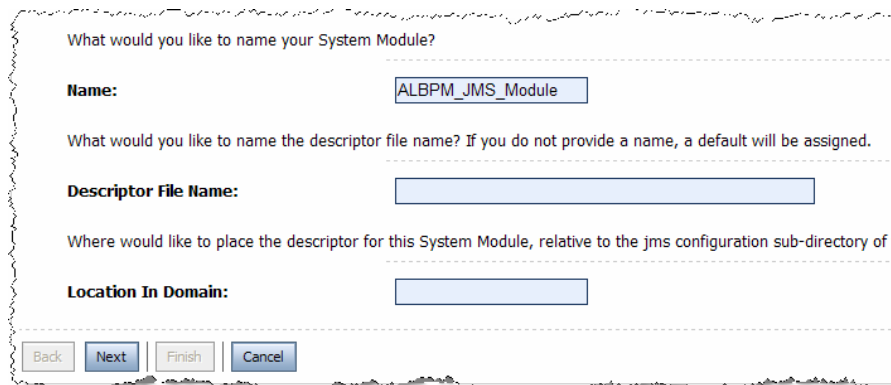 What would you like to name your System Module?
Name: ALBPM_JMS_Module
What would you like to name the descriptor file name? If you do not provide a name, a default will be assigned.
Descriptor File Name:
Where would like to place the descriptor for this System Module, relative to the jms configuration sub-directory of
Location In Domain:
Back Next Finish Cancel